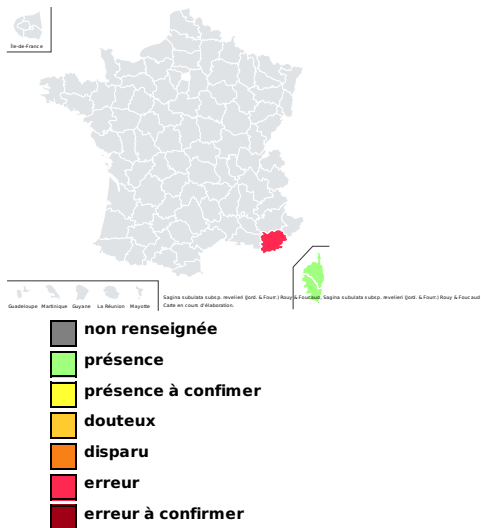 Île-de-France
Guadeloupe Martinique Guyane La Réunion Mayotte
Sagina subulata subsp. revelieri (Jord. & Fourr.) Rouy & Foucaud, Sagina subulata subsp. revelieri (Jord. & Fourr.) Rouy & Foucaud
Carte en cours d'élaboration.
non renseignée
présence
présence à confimer
douteux
disparu
erreur
erreur à confirmer